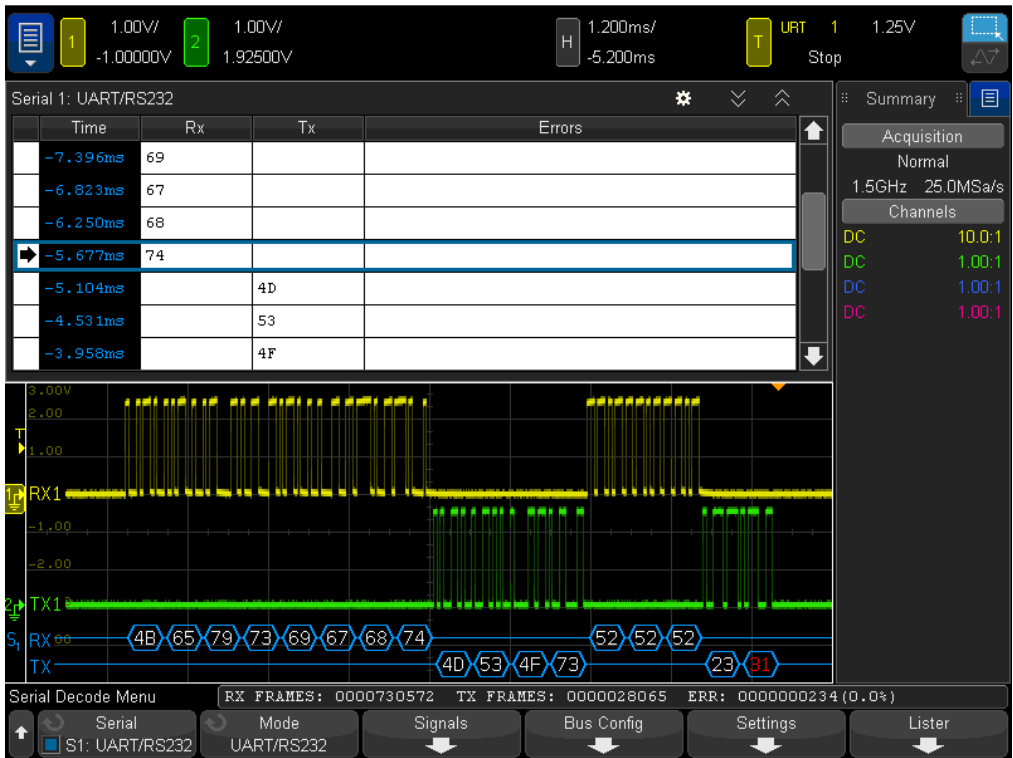 1 1.00V/ 2 1.00V/ H 1.200ms/ T URT 1 1.25V
-1.00000V 1.92500V -5.200ms Stop
Serial 1: UART/RS232
Time Rx Tx Errors
-7.396ms 69
-6.823ms 67
-6.250ms 68
-5.677ms 74
-5.104ms 4D
-4.531ms 53
-3.958ms 4F
Summary
Acquisition
Normal
1.5GHz 25.0MSa/s
Channels
DC 10.0:1
DC 1.00:1
DC 1.00:1
DC 1.00:1
3.00V
2.00
T
1.00
1 RX1
-1.00
-2.00
2 TX1
S1 RX 4B 65 79 73 69 67 68 74 52 52 52
TX 4D 53 4F 73 23 31
Serial Decode Menu RX FRAMES: 0000730572 TX FRAMES: 0000028065 ERR: 0000000234(0.0%)
Serial Mode Signals Bus Config Settings Lister
S1: UART/RS232 UART/RS232